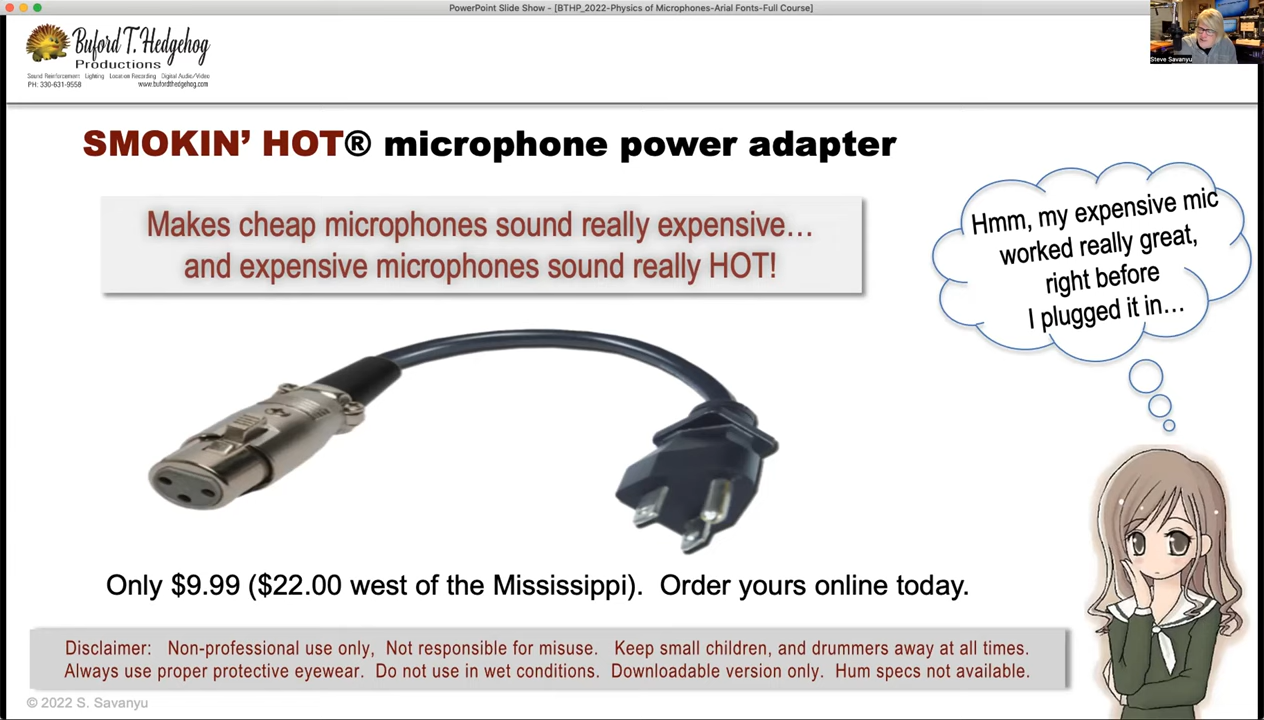 PowerPoint Slide Show - [BTHP_2022-Physics of Microphones-Arial Fonts-Full Course]
Steve Savanyu
Buford T. Hedgehog
Productions
Sound Reinforcement Lighting Location Recording Digital Audio/Video
PH: 330-631-9558 www.bufordthedgehog.com
SMOKIN’ HOT® microphone power adapter
Makes cheap microphones sound really expensive…
and expensive microphones sound really HOT!
Hmm, my expensive mic
worked really great,
right before
I plugged it in…
Only $9.99 ($22.00 west of the Mississippi). Order yours online today.
Disclaimer: Non-professional use only, Not responsible for misuse. Keep small children, and drummers away at all times.
Always use proper protective eyewear. Do not use in wet conditions. Downloadable version only. Hum specs not available.
© 2022 S. Savanyu